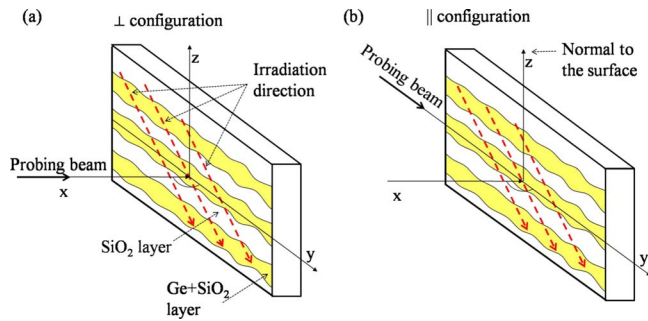 (a)
⊥ configuration
z
Irradiation
direction
Probing beam
x
SiO₂ layer
y
Ge+SiO₂
layer
(b)
|| configuration
Probing
beam
z
Normal to
the surface
x
y